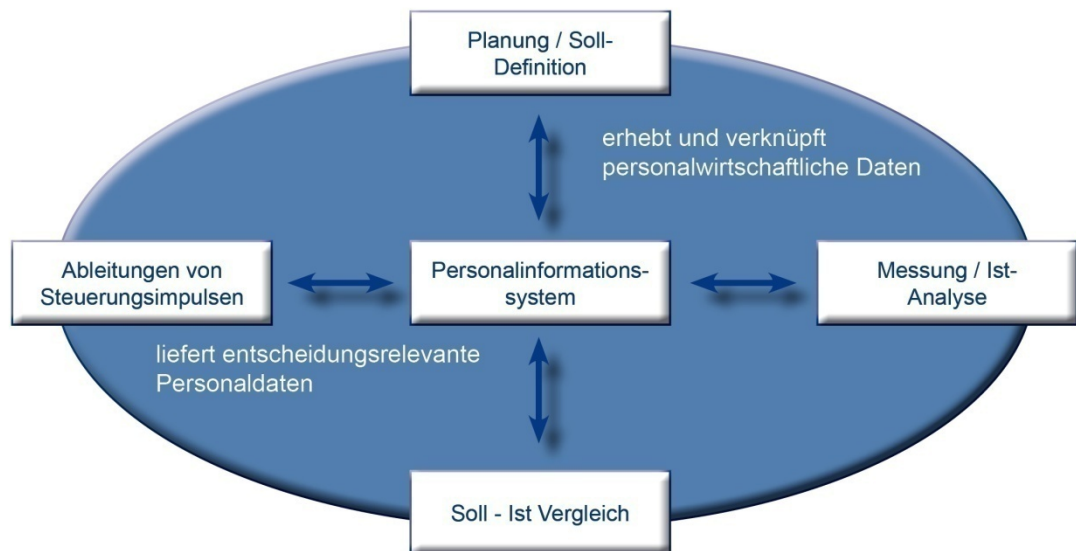 Planung / Soll-
Definition
erhebt und verknüpft
personalwirtschaftliche Daten
Ableitungen von
Steuerungsimpulsen
Personalinformations-
system
Messung / Ist-
Analyse
liefert entscheidungsrelevante
Personaldaten
Soll - Ist Vergleich